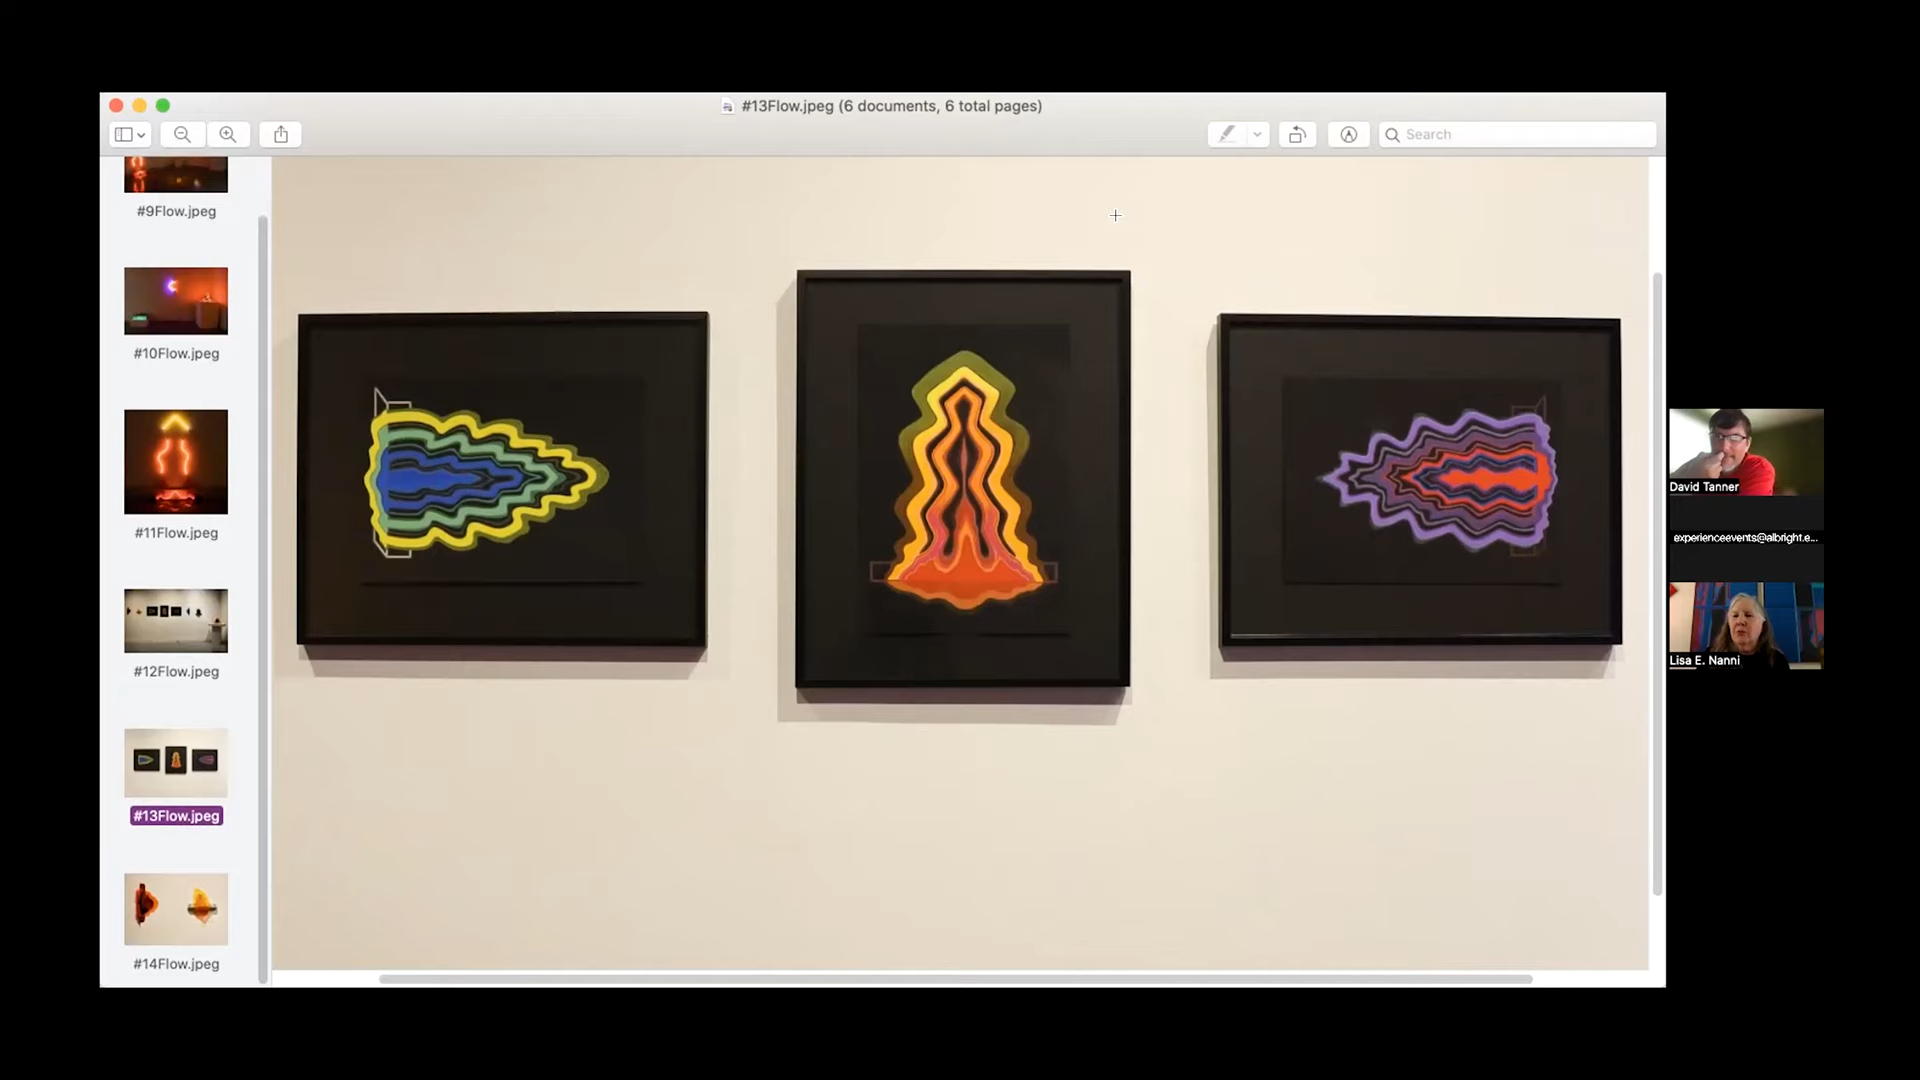 #13Flow.jpeg (6 documents, 6 total pages)
Search
#9Flow.jpeg
#10Flow.jpeg
#11Flow.jpeg
#12Flow.jpeg
#13Flow.jpeg
#14Flow.jpeg
David Tanner
experienceevents@albright.e...
Lisa E. Nanni